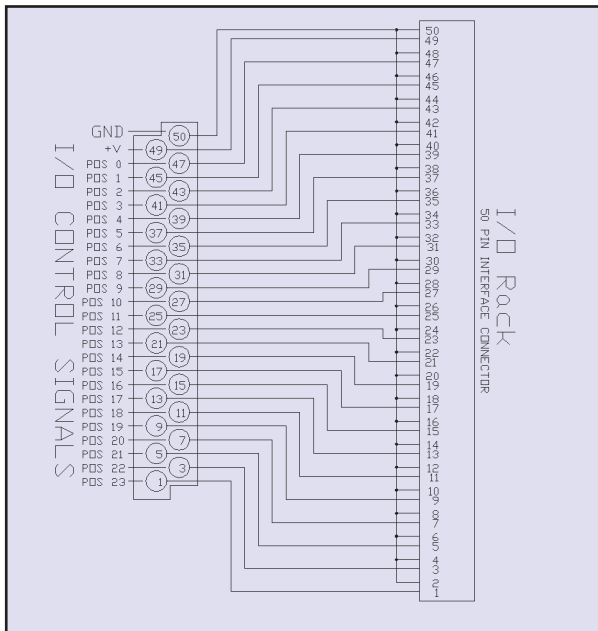 I/O CONTROL SIGNALS
GND 50
+V 49
POS 0 47
POS 1 45
POS 2 43
POS 3 41
POS 4 39
POS 5 37
POS 6 35
POS 7 33
POS 8 31
POS 9 29
POS 10 27
POS 11 25
POS 12 23
POS 13 21
POS 14 19
POS 15 17
POS 16 15
POS 17 13
POS 18 11
POS 19 9
POS 20 7
POS 21 5
POS 22 3
POS 23 1
50
49
48
47
46
45
44
43
42
41
40
39
38
37
36
35
34
33
32
31
30
29
28
27
26
25
24
23
22
21
20
19
18
17
16
15
14
13
12
11
10
9
8
7
6
5
4
3
2
1
I/O Rack
50 PIN INTERFACE CONNECTOR